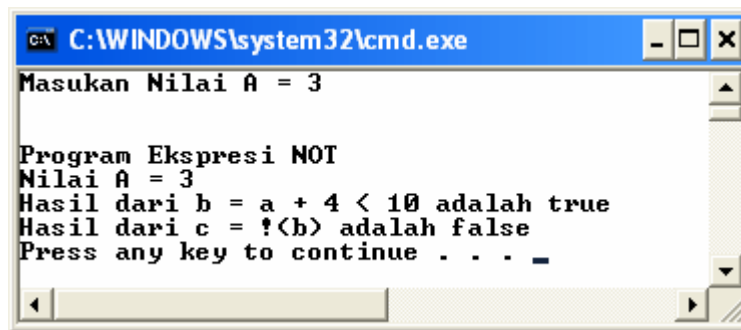 C:\WINDOWS\system32\cmd.exe
Masukan Nilai A = 3
Program Ekspresi NOT
Nilai A = 3
Hasil dari b = a + 4 < 10 adalah true
Hasil dari c = !(b) adalah false
Press any key to continue . . . _